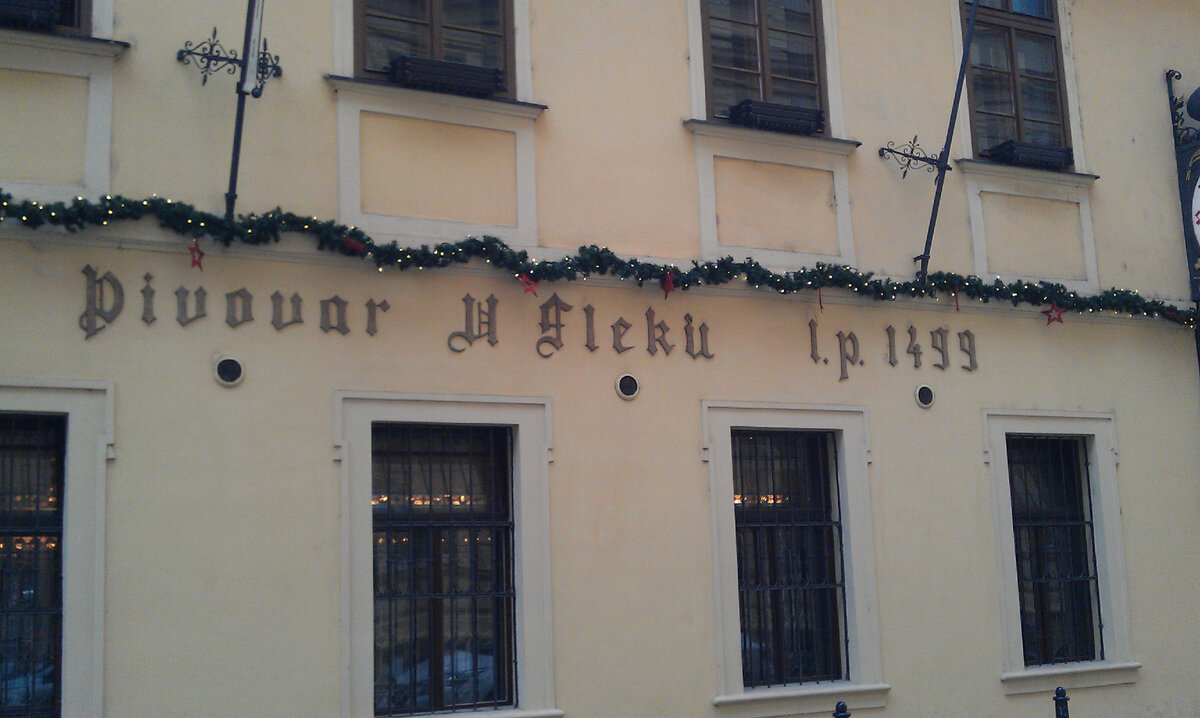 Pivovar U Fleků l.p. 1499